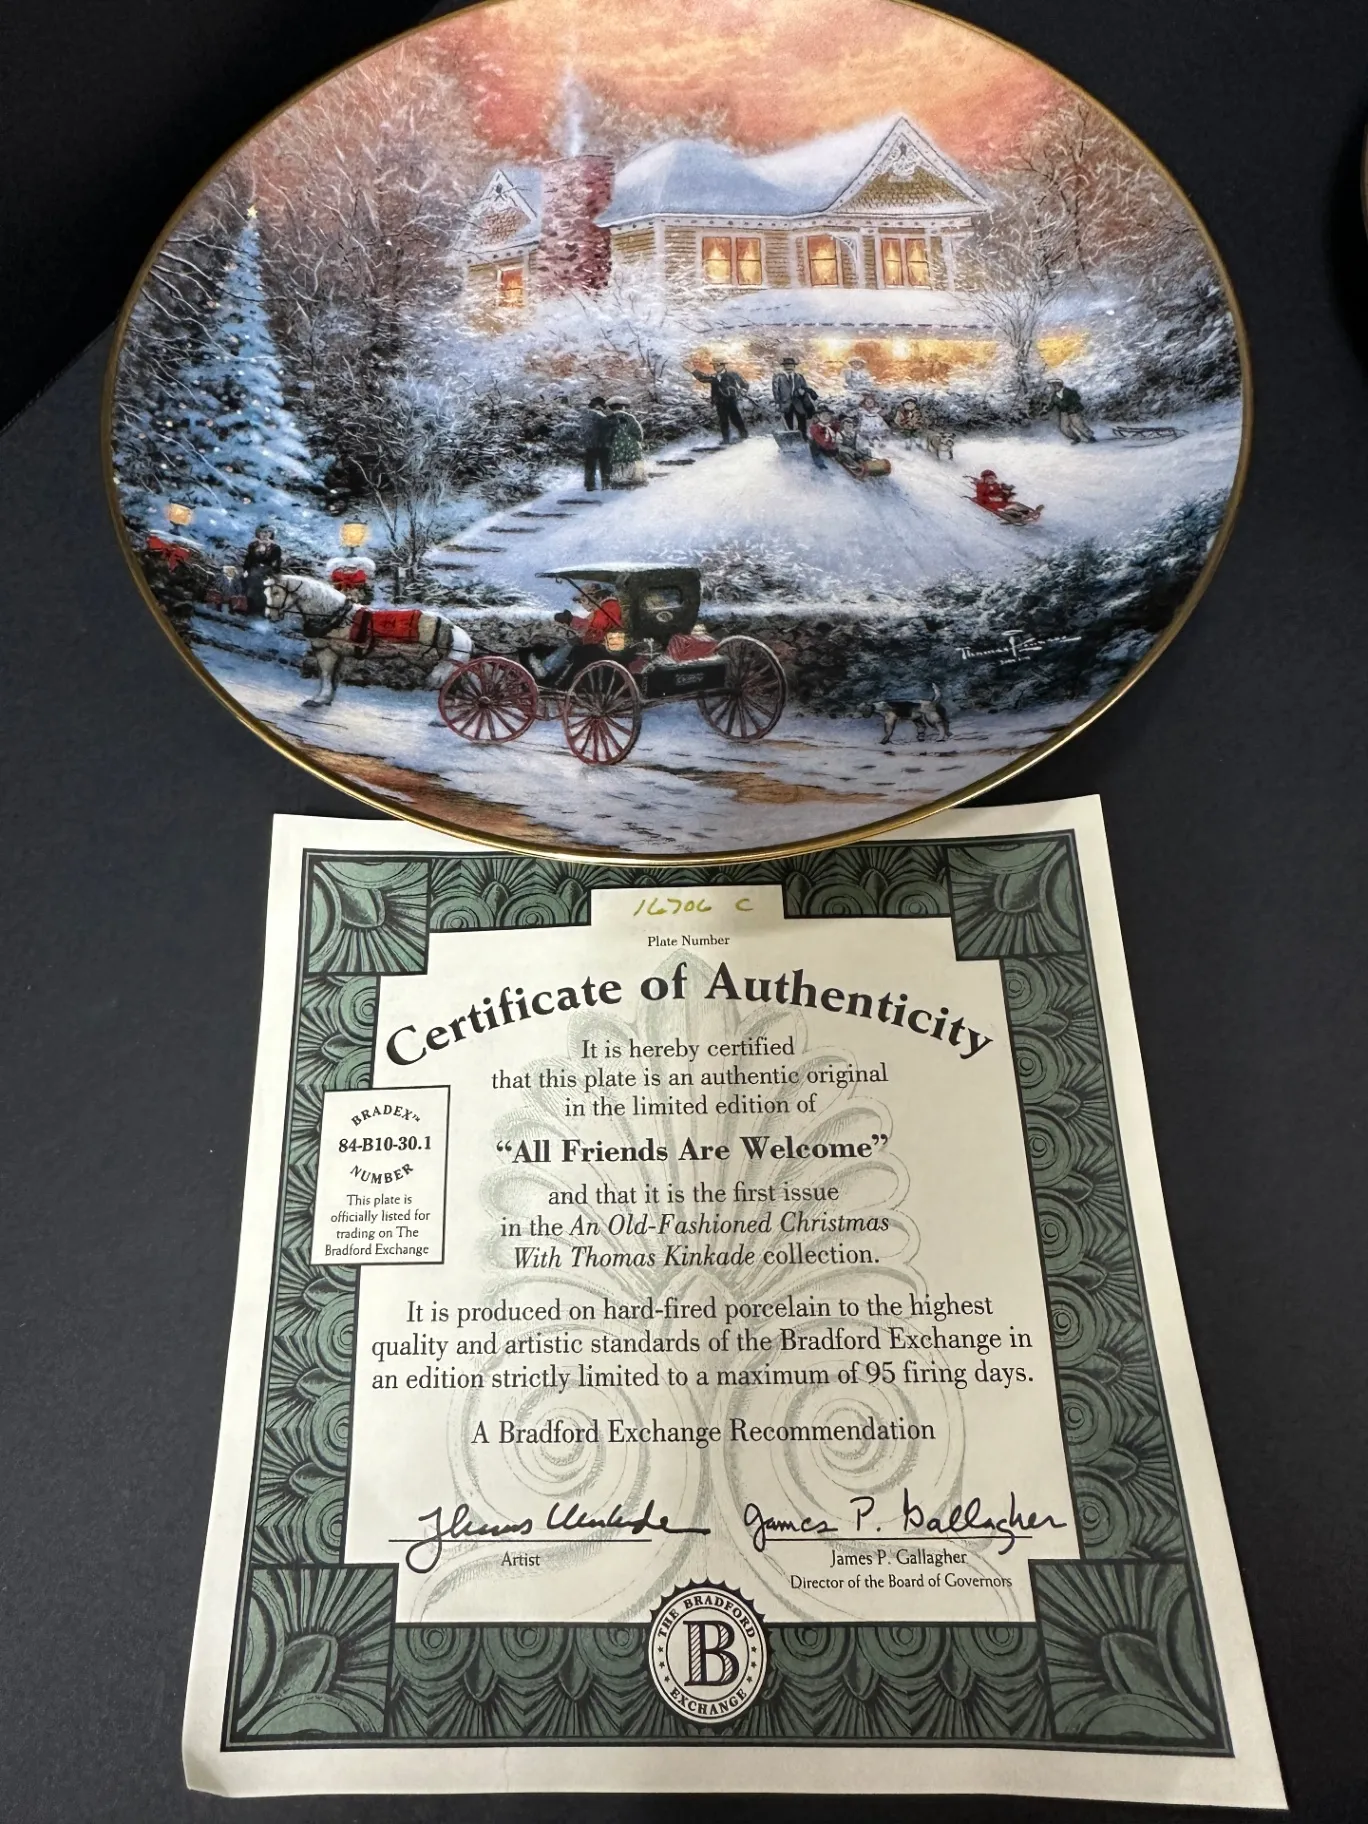 Thomas Kinkade
16706 C
Plate Number
Certificate of Authenticity
It is hereby certified
that this plate is an authentic original
in the limited edition of
“All Friends Are Welcome”
and that it is the first issue
in the An Old-Fashioned Christmas
With Thomas Kinkade collection.
BRADEX™
84-B10-30.1
NUMBER
This plate is
officially listed for
trading on The
Bradford Exchange
It is produced on hard-fired porcelain to the highest
quality and artistic standards of the Bradford Exchange in
an edition strictly limited to a maximum of 95 firing days.
A Bradford Exchange Recommendation
Thomas Kinkade
Artist
James P. Gallagher
James P. Gallagher
Director of the Board of Governors
THE BRADFORD
B
EXCHANGE